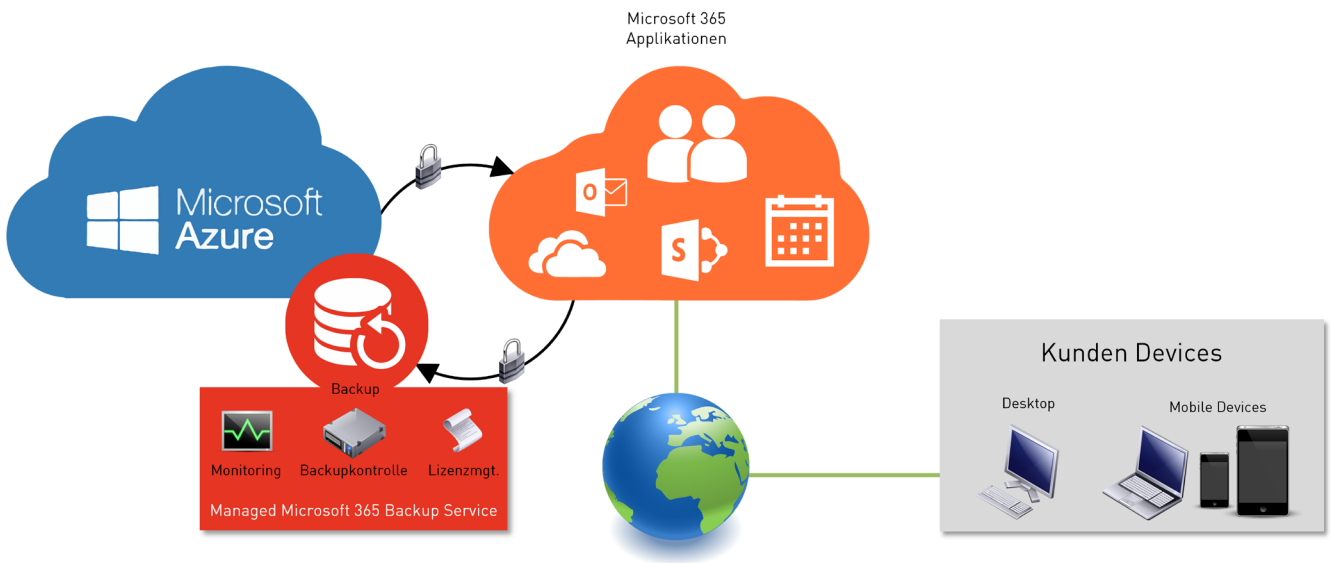 Microsoft 365
Applikationen
Microsoft
Azure
O
S
Backup
Monitoring
Backupkontrolle
Lizenzmgt.
Managed Microsoft 365 Backup Service
Kunden Devices
Desktop
Mobile Devices